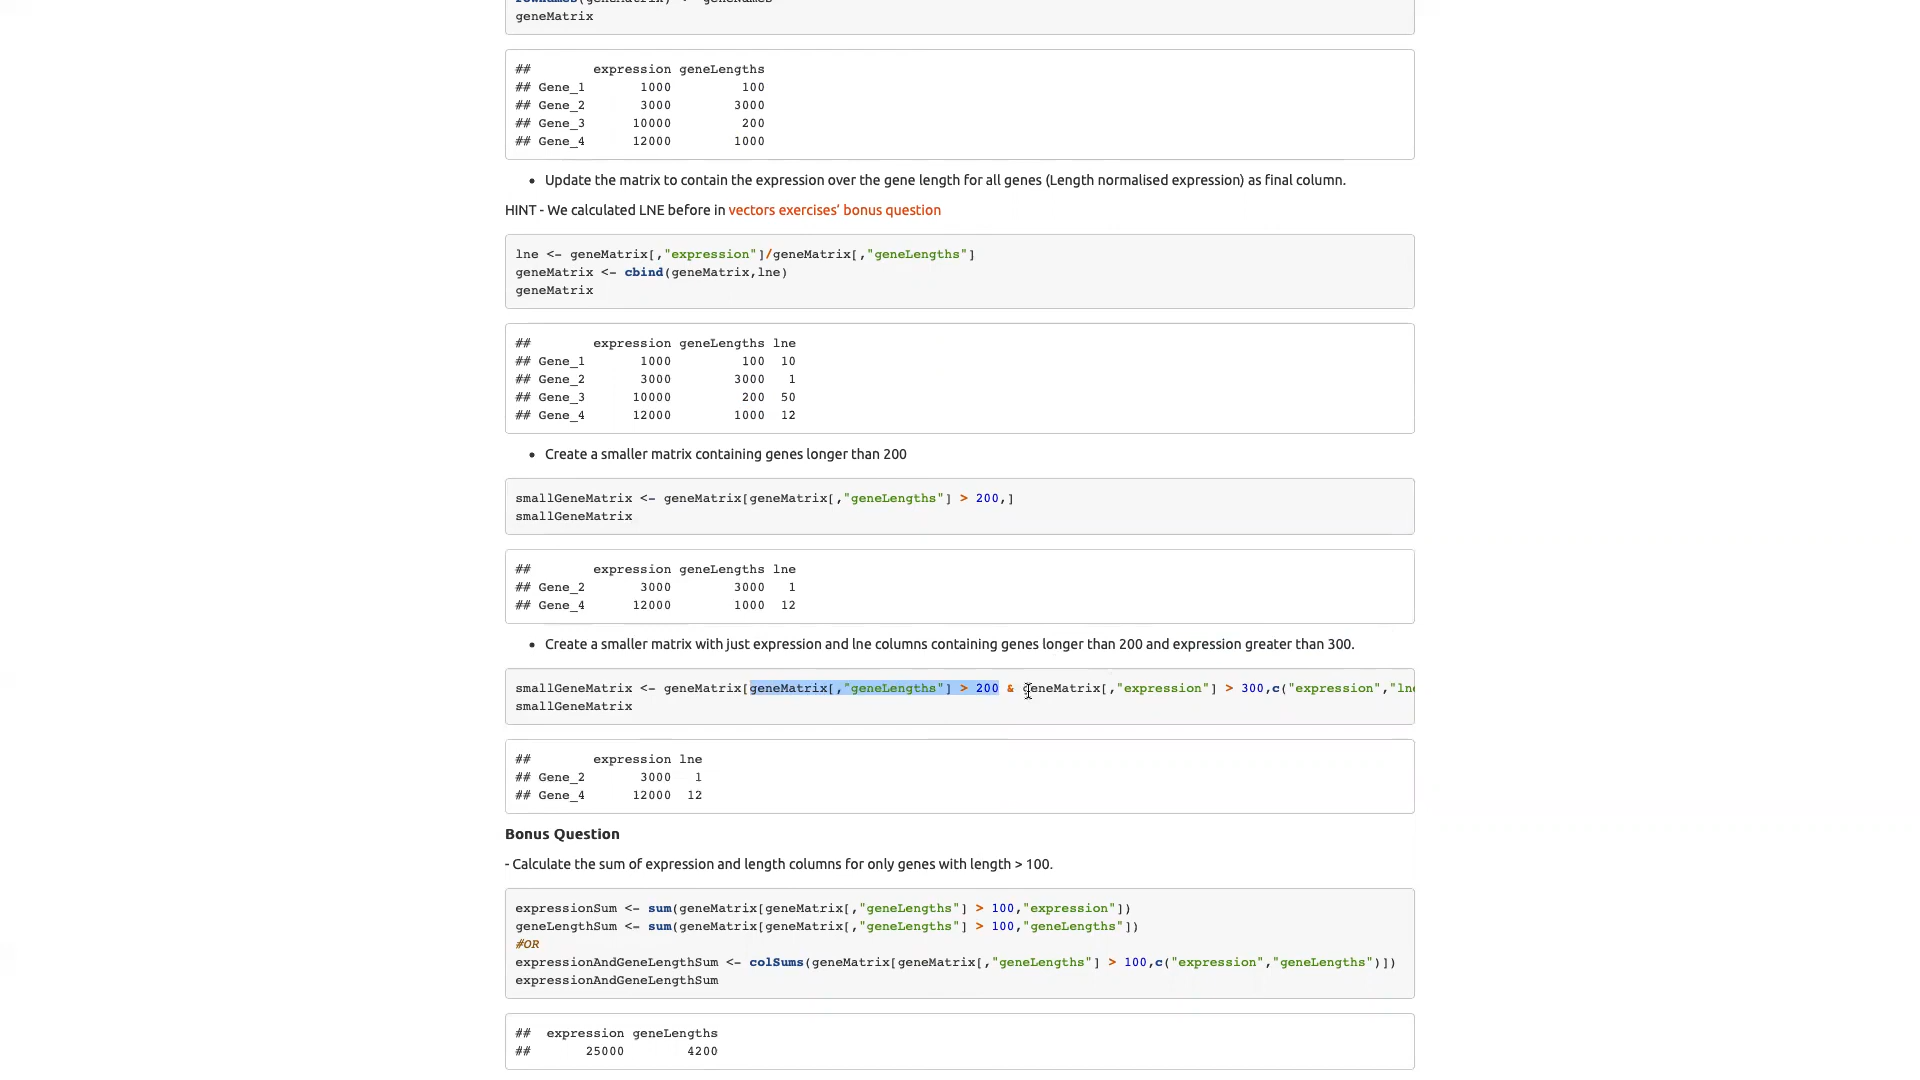 geneMatrix
##        expression geneLengths
## Gene_1       1000         100
## Gene_2       3000        3000
## Gene_3      10000         200
## Gene_4      12000        1000
• Update the matrix to contain the expression over the gene length for all genes (Length normalised expression) as final column.
HINT - We calculated LNE before in vectors exercises’ bonus question
lne <- geneMatrix[,"expression"]/geneMatrix[,"geneLengths"]
geneMatrix <- cbind(geneMatrix,lne)
geneMatrix
##        expression geneLengths lne
## Gene_1       1000         100  10
## Gene_2       3000        3000   1
## Gene_3      10000         200  50
## Gene_4      12000        1000  12
• Create a smaller matrix containing genes longer than 200
smallGeneMatrix <- geneMatrix[geneMatrix[,"geneLengths"] > 200,]
smallGeneMatrix
##        expression geneLengths lne
## Gene_2       3000        3000   1
## Gene_4      12000        1000  12
• Create a smaller matrix with just expression and lne columns containing genes longer than 200 and expression greater than 300.
smallGeneMatrix <- geneMatrix[geneMatrix[,"geneLengths"] > 200 & geneMatrix[,"expression"] > 300,c("expression","lne
smallGeneMatrix
##        expression lne
## Gene_2       3000   1
## Gene_4      12000  12
Bonus Question
- Calculate the sum of expression and length columns for only genes with length > 100.
expressionSum <- sum(geneMatrix[geneMatrix[,"geneLengths"] > 100,"expression"])
geneLengthSum <- sum(geneMatrix[geneMatrix[,"geneLengths"] > 100,"geneLengths"])
#OR
expressionAndGeneLengthSum <- colSums(geneMatrix[geneMatrix[,"geneLengths"] > 100,c("expression","geneLengths")])
expressionAndGeneLengthSum
##  expression geneLengths
##       25000        4200